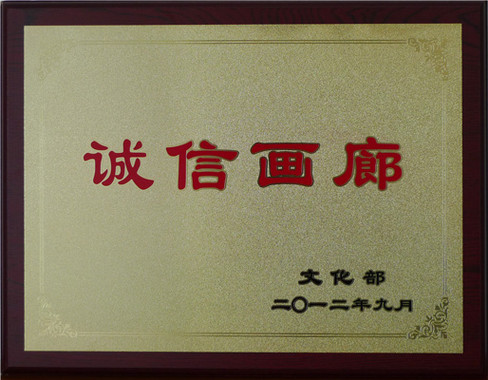 诚信画廊
文化部
二〇一二年九月